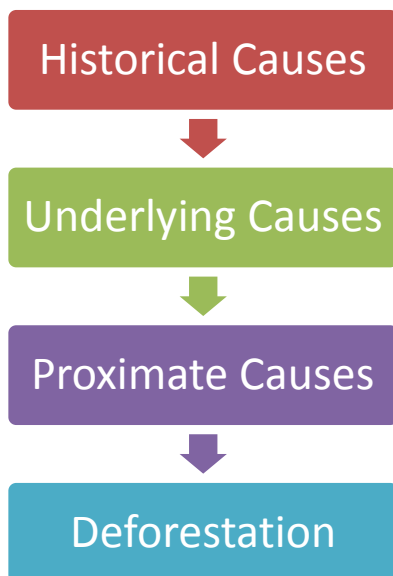 Historical Causes
Underlying Causes
Proximate Causes
Deforestation